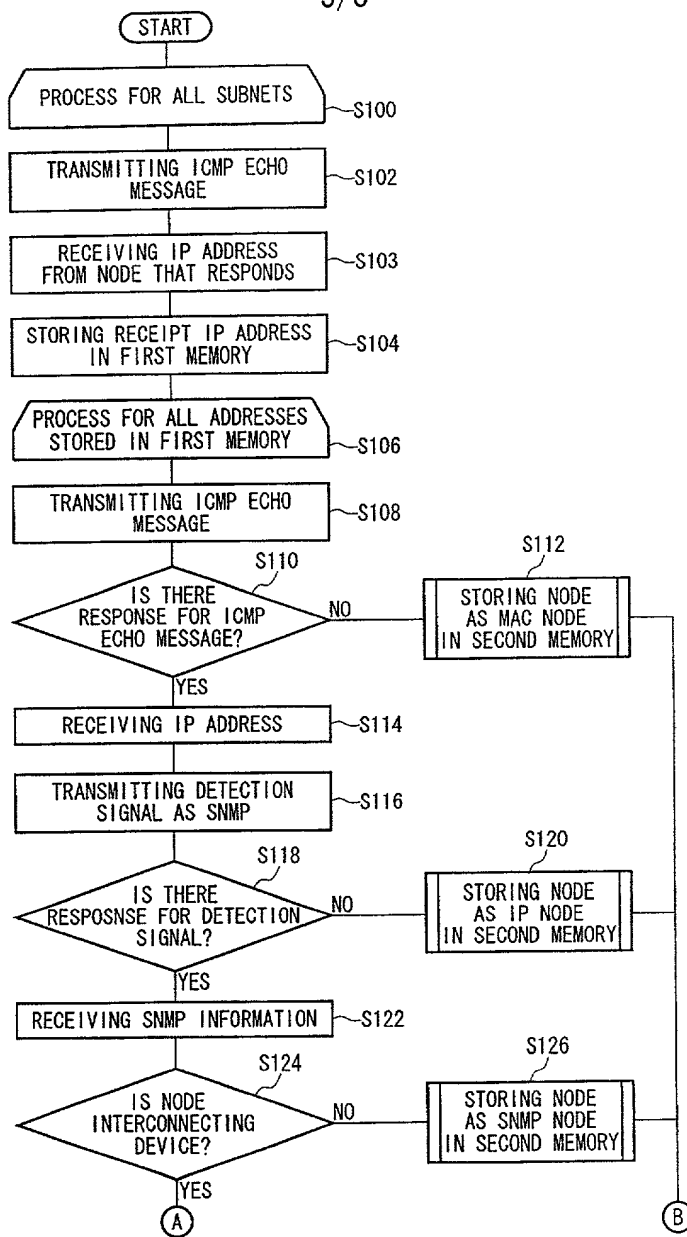 START
PROCESS FOR ALL SUBNETS
S100
TRANSMITTING ICMP ECHO
MESSAGE
S102
RECEIVING IP ADDRESS
FROM NODE THAT RESPONDS
S103
STORING RECEIPT IP ADDRESS
IN FIRST MEMORY
S104
PROCESS FOR ALL ADDRESSES
STORED IN FIRST MEMORY
S106
TRANSMITTING ICMP ECHO
MESSAGE
S108
S110
IS THERE
RESPONSE FOR ICMP
ECHO MESSAGE?
NO
S112
STORING NODE
AS MAC NODE
IN SECOND MEMORY
YES
RECEIVING IP ADDRESS
S114
TRANSMITTING DETECTION
SIGNAL AS SNMP
S116
S118
IS THERE
RESPOSNSE FOR DETECTION
SIGNAL?
NO
S120
STORING NODE
AS IP NODE
IN SECOND MEMORY
YES
RECEIVING SNMP INFORMATION
S122
S124
IS NODE
INTERCONNECTING
DEVICE?
NO
S126
STORING NODE
AS SNMP NODE
IN SECOND MEMORY
YES
A
B